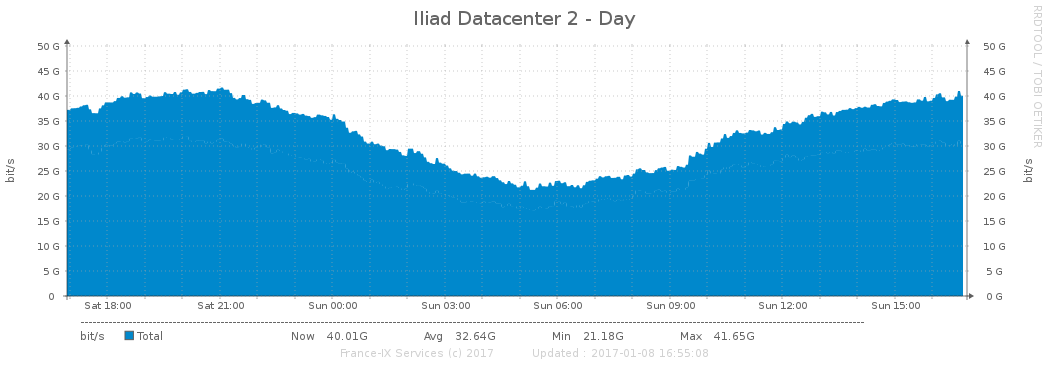 Iliad Datacenter 2 - Day
RRDTOOL / TOBI OETIKER
bit/s
50 G
45 G
40 G
35 G
30 G
25 G
20 G
15 G
10 G
5 G
0
50 G
45 G
40 G
35 G
30 G
25 G
20 G
15 G
10 G
5 G
0 G
bit/s
Sat 18:00 Sat 21:00 Sun 00:00 Sun 03:00 Sun 06:00 Sun 09:00 Sun 12:00 Sun 15:00
bit/s Total Now 40.01G Avg 32.64G Min 21.18G Max 41.65G
France-IX Services (c) 2017 Updated : 2017-01-08 16:55:08